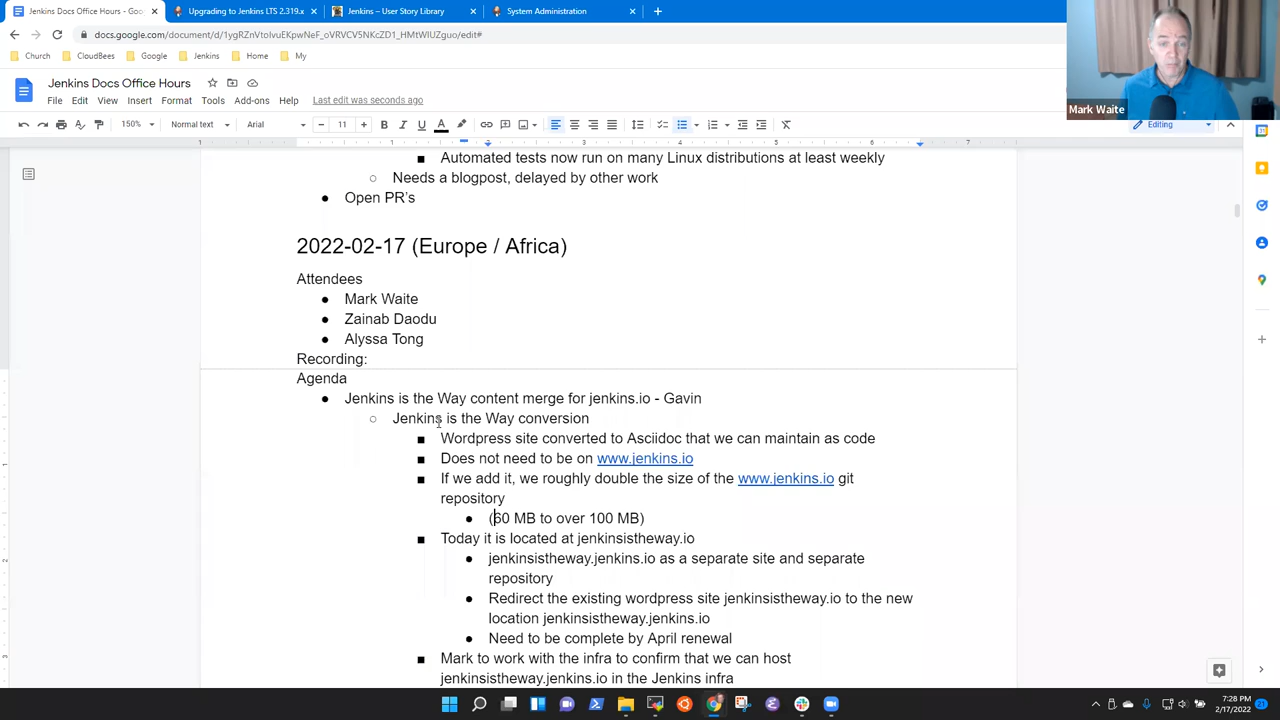 Jenkins Docs Office Hours - Goo
Upgrading to Jenkins LTS 2.319.x
Jenkins – User Story Library
System Administration
docs.google.com/document/d/1ygRZnVtoIvuEKpwNeF_oVRVCV5NKcZD1_HMtWIUZguo/edit#
Church
CloudBees
Google
Jenkins
Home
My
Jenkins Docs Office Hours
File Edit View Insert Format Tools Add-ons Help Last edit was seconds ago
150% Normal text Arial 11 Editing
Mark Waite
1 1 2 3 4 5 6 7
■ Automated tests now run on many Linux distributions at least weekly
○ Needs a blogpost, delayed by other work
● Open PR's
2022-02-17 (Europe / Africa)
Attendees
● Mark Waite
● Zainab Daodu
● Alyssa Tong
Recording:
Agenda
● Jenkins is the Way content merge for jenkins.io - Gavin
○ Jenkins is the Way conversion
■ Wordpress site converted to Asciidoc that we can maintain as code
■ Does not need to be on www.jenkins.io
■ If we add it, we roughly double the size of the www.jenkins.io git
repository
● (60 MB to over 100 MB)
■ Today it is located at jenkinsistheway.io
● jenkinsistheway.jenkins.io as a separate site and separate
repository
● Redirect the existing wordpress site jenkinsistheway.io to the new
location jenkinsistheway.jenkins.io
● Need to be complete by April renewal
■ Mark to work with the infra to confirm that we can host
jenkinsistheway.jenkins.io in the Jenkins infra
7:28 PM
2/17/2022